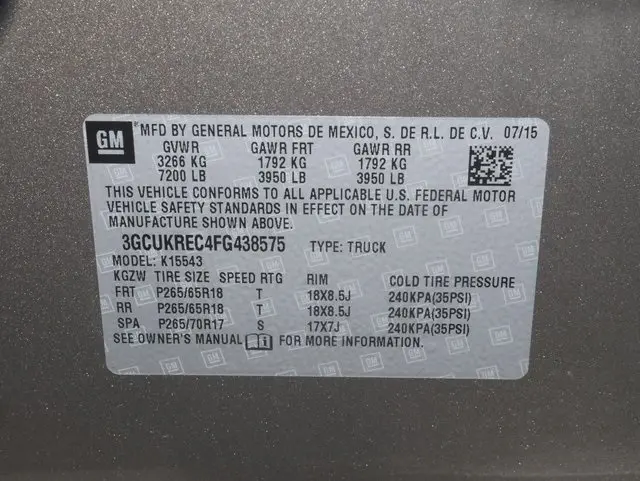 GM
MFD BY GENERAL MOTORS DE MEXICO, S. DE R.L. DE C.V. 07/15
GVWR GAWR FRT GAWR RR
3266 KG 1792 KG 1792 KG
7200 LB 3950 LB 3950 LB
THIS VEHICLE CONFORMS TO ALL APPLICABLE U.S. FEDERAL MOTOR
VEHICLE SAFETY STANDARDS IN EFFECT ON THE DATE OF
MANUFACTURE SHOWN ABOVE.
3GCUKREC4FG438575 TYPE: TRUCK
MODEL: K15543
KGZW TIRE SIZE SPEED RTG RIM COLD TIRE PRESSURE
FRT P265/65R18 T 18X8.5J 240KPA(35PSI)
RR P265/65R18 T 18X8.5J 240KPA(35PSI)
SPA P265/70R17 S 17X7J 240KPA(35PSI)
SEE OWNER'S MANUAL FOR MORE INFORMATION.